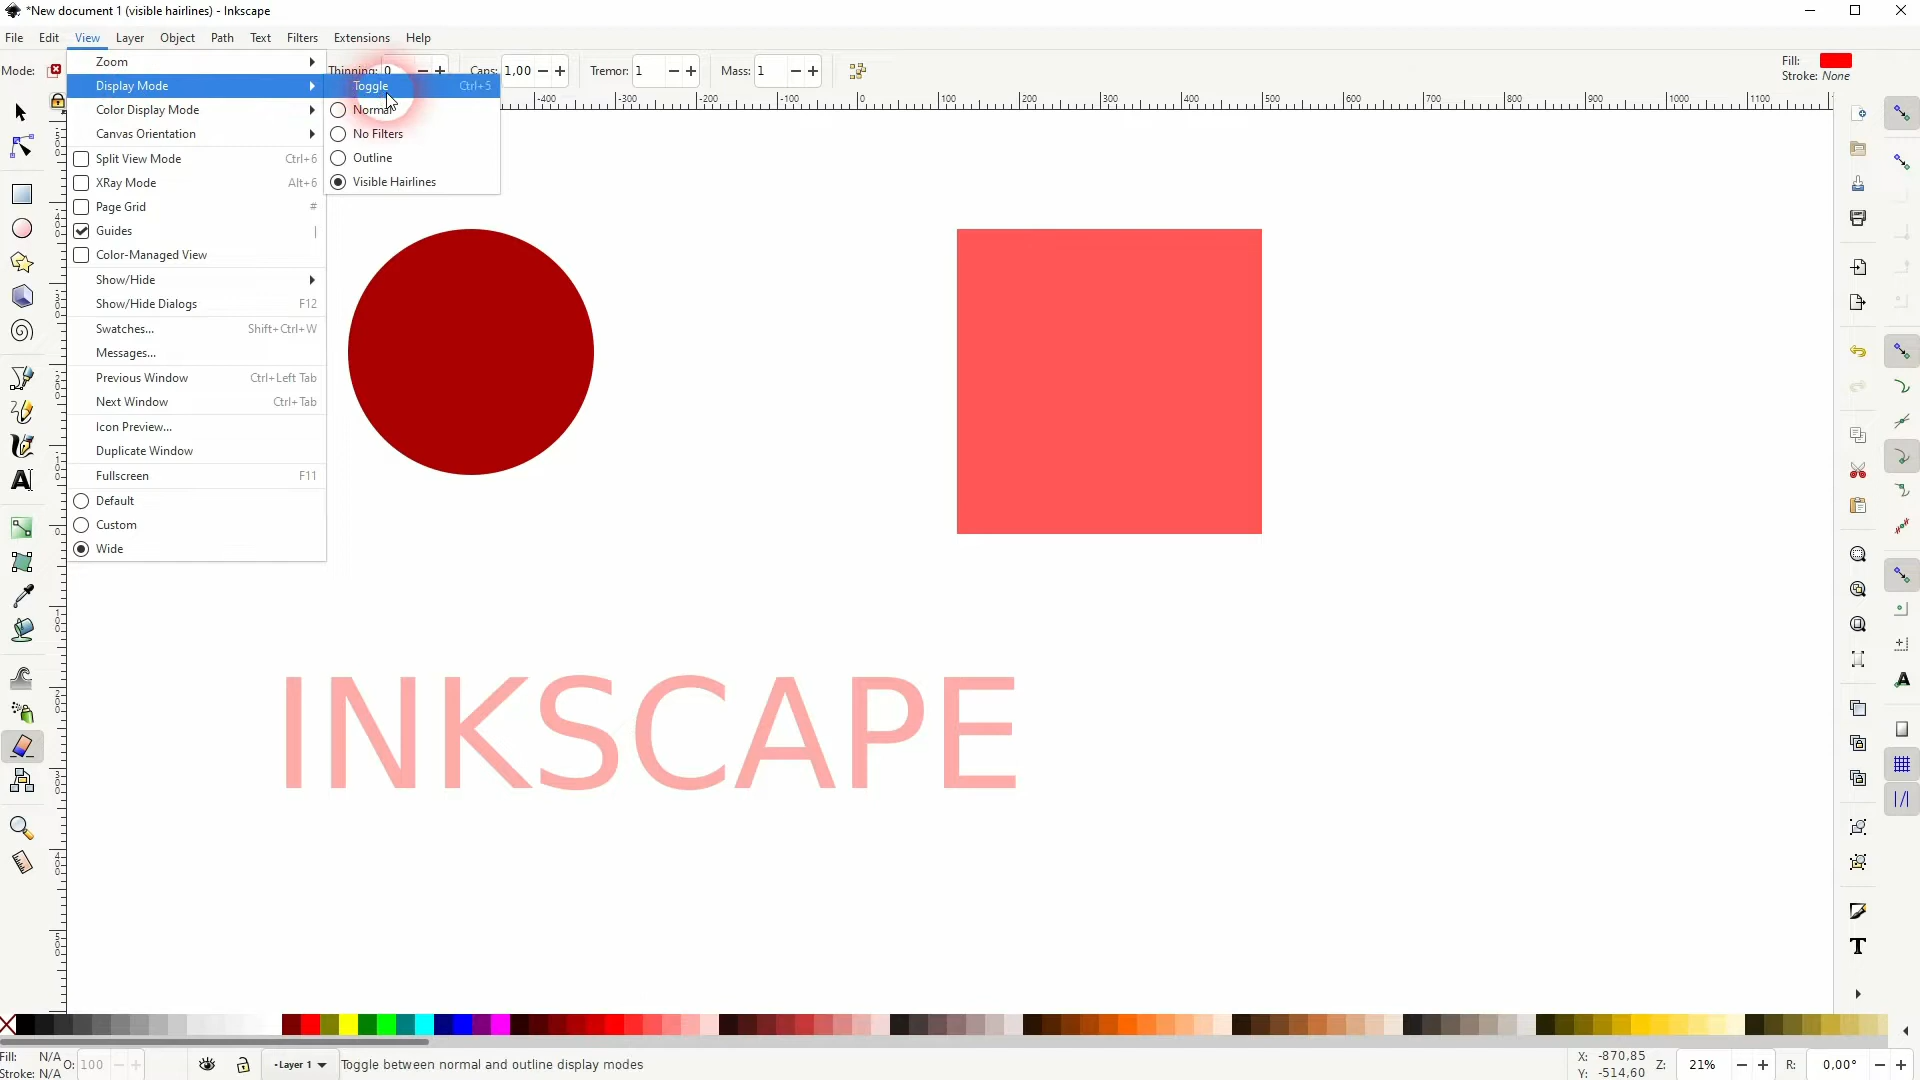 *New document 1 (visible hairlines) - Inkscape
File Edit View Layer Object Path Text Filters Extensions Help
Mode: Thinning: 0 Caps: 1,00 Tremor: 1 Mass: 1
Fill:
Stroke: None
Zoom
Display Mode
Color Display Mode
Canvas Orientation
Split View Mode Ctrl+6
XRay Mode Alt+6
Page Grid #
Guides |
Color-Managed View
Show/Hide
Show/Hide Dialogs F12
Swatches... Shift+Ctrl+W
Messages...
Previous Window Ctrl+Left Tab
Next Window Ctrl+Tab
Icon Preview...
Duplicate Window
Fullscreen F11
Default
Custom
Wide
Toggle Ctrl+5
Normal
No Filters
Outline
Visible Hairlines
-400 -300 -200 -100 0 100 200 300 400 500 600 700 800 900 1000 1100
INKSCAPE
Fill: N/A
Stroke: N/A
O: 100
-Layer 1
Toggle between normal and outline display modes
X: -870,85
Y: -514,60
Z: 21%
R: 0,00°